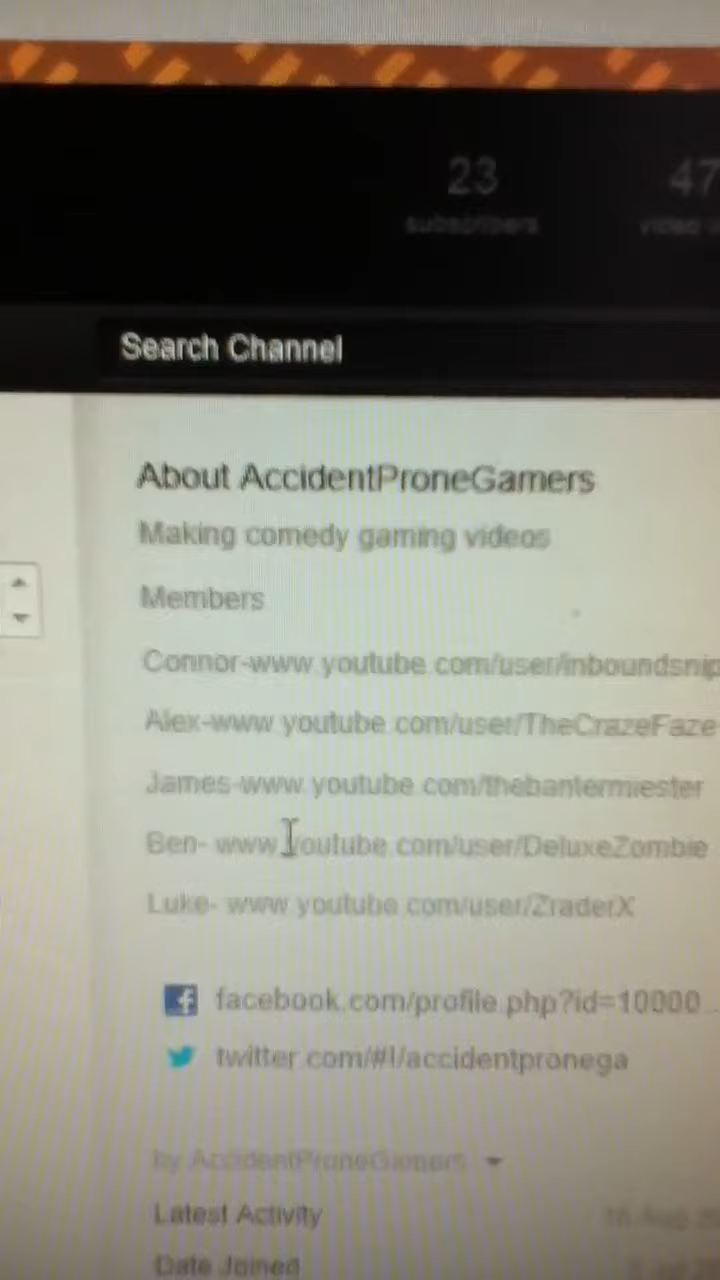 23 47
subscribers video
Search Channel
About AccidentProneGamers
Making comedy gaming videos
Members
Connor-www.youtube.com/user/inboundsnip
Alex-www.youtube.com/user/TheCrazeFaze
James-www.youtube.com/thebantermiester
Ben- www.youtube.com/user/DeluxeZombie
Luke- www.youtube.com/user/ZraderX
facebook.com/profile.php?id=10000...
twitter.com/#!/accidentpronega
by AccidentProneGamers
Latest Activity
Date Joined